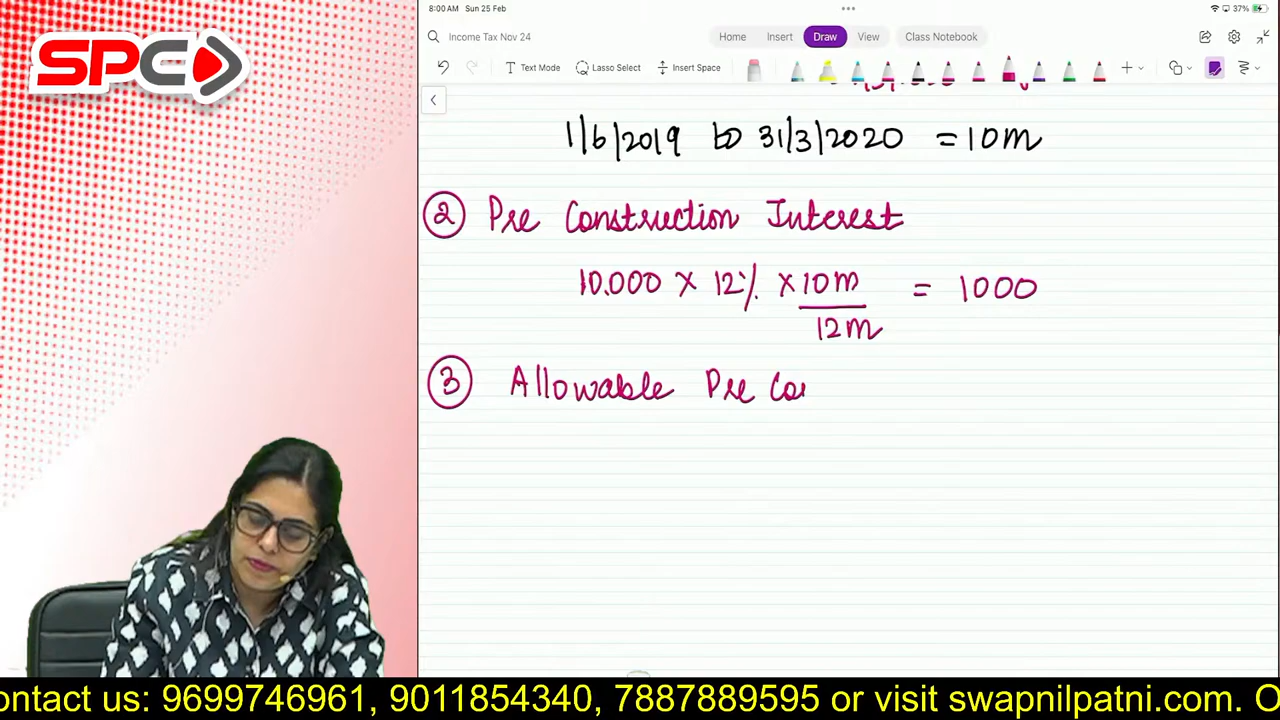 8:00 AM Sun 25 Feb
37%
SPC
Income Tax Nov 24
Home Insert Draw View Class Notebook
Text Mode Lasso Select Insert Space
1/6/2019 to 31/3/2020 = 10m
2 Pre Construction Interest
10.000 x 12% x 10m = 1000
12m
3 Allowable Pre Co
ontact us: 9699746961, 9011854340, 7887889595 or visit swapnilpatni.com. O